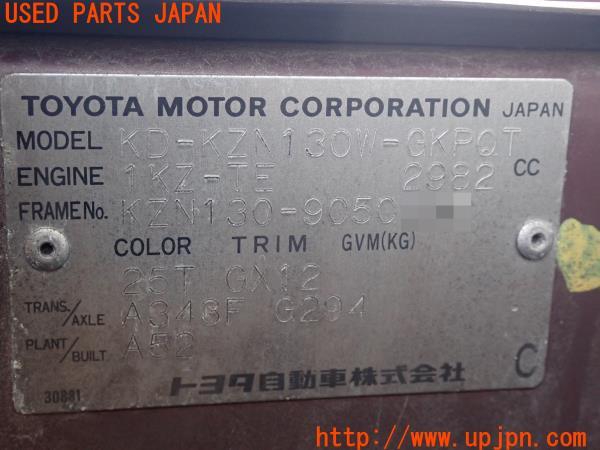 USED PARTS JAPAN
TOYOTA MOTOR CORPORATION JAPAN
MODEL KD-KZN130W-GKPQT
ENGINE 1KZ-TE 2982 CC
FRAME No. KZN130-9050
COLOR TRIM GVM(KG)
26T GX12
TRANS./AXLE A348F G294
PLANT/BUILT A52
トヨタ自動車株式会社 C
30881
http://www.upjpn.com